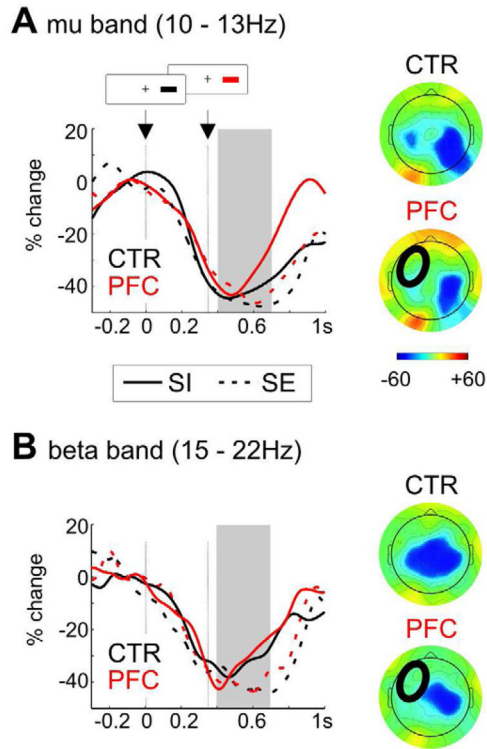 A mu band (10 - 13Hz)
CTR
20
0
-20
-40
% change
CTR
PFC
-0.2 0 0.2 0.6 1s
PFC
-60 +60
SI SE
B beta band (15 - 22Hz)
CTR
20
0
-20
-40
% change
CTR
PFC
-0.2 0 0.2 0.6 1s
PFC